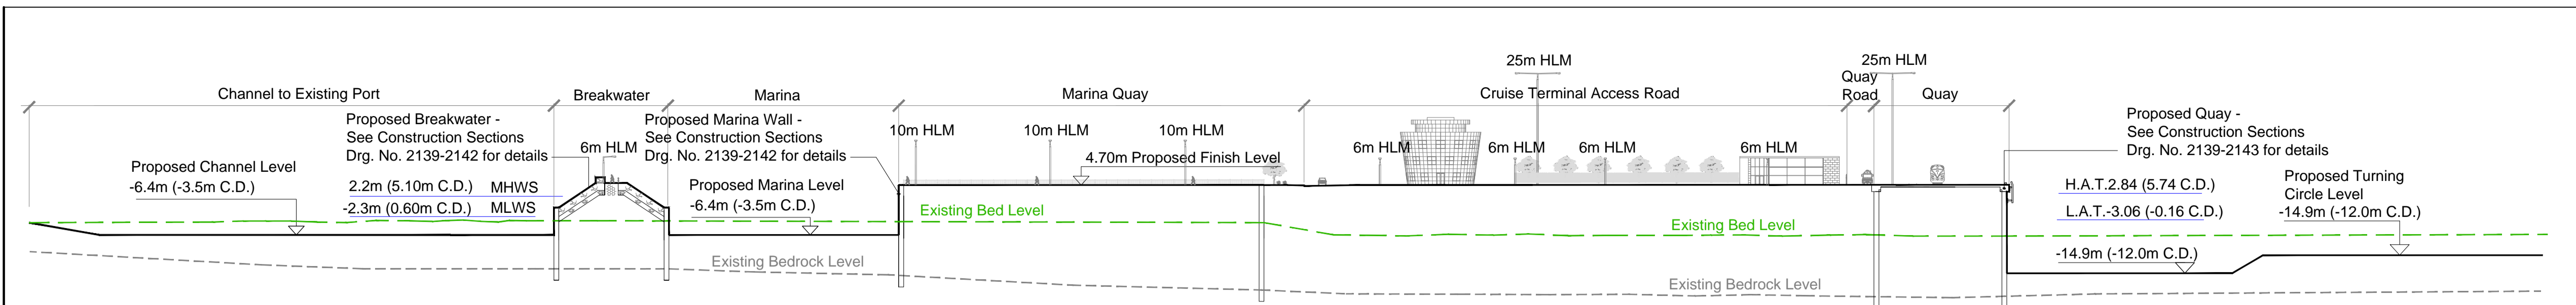 25m HLM
25m HLM
Channel to Existing Port
Breakwater
Marina
Marina Quay
Cruise Terminal Access Road
Quay
Road
Quay
Proposed Breakwater -
See Construction Sections
Drg. No. 2139-2142 for details
6m HLM
Proposed Marina Wall -
See Construction Sections
Drg. No. 2139-2142 for details
10m HLM
10m HLM
10m HLM
4.70m Proposed Finish Level
6m HLM
6m HLM
6m HLM
6m HLM
Proposed Quay -
See Construction Sections
Drg. No. 2139-2143 for details
Proposed Channel Level
-6.4m (-3.5m C.D.)
2.2m (5.10m C.D.) MHWS
-2.3m (0.60m C.D.) MLWS
Proposed Marina Level
-6.4m (-3.5m C.D.)
H.A.T.2.84 (5.74 C.D.)
L.A.T.-3.06 (-0.16 C.D.)
Proposed Turning
Circle Level
-14.9m (-12.0m C.D.)
Existing Bed Level
Existing Bed Level
-14.9m (-12.0m C.D.)
Existing Bedrock Level
Existing Bedrock Level